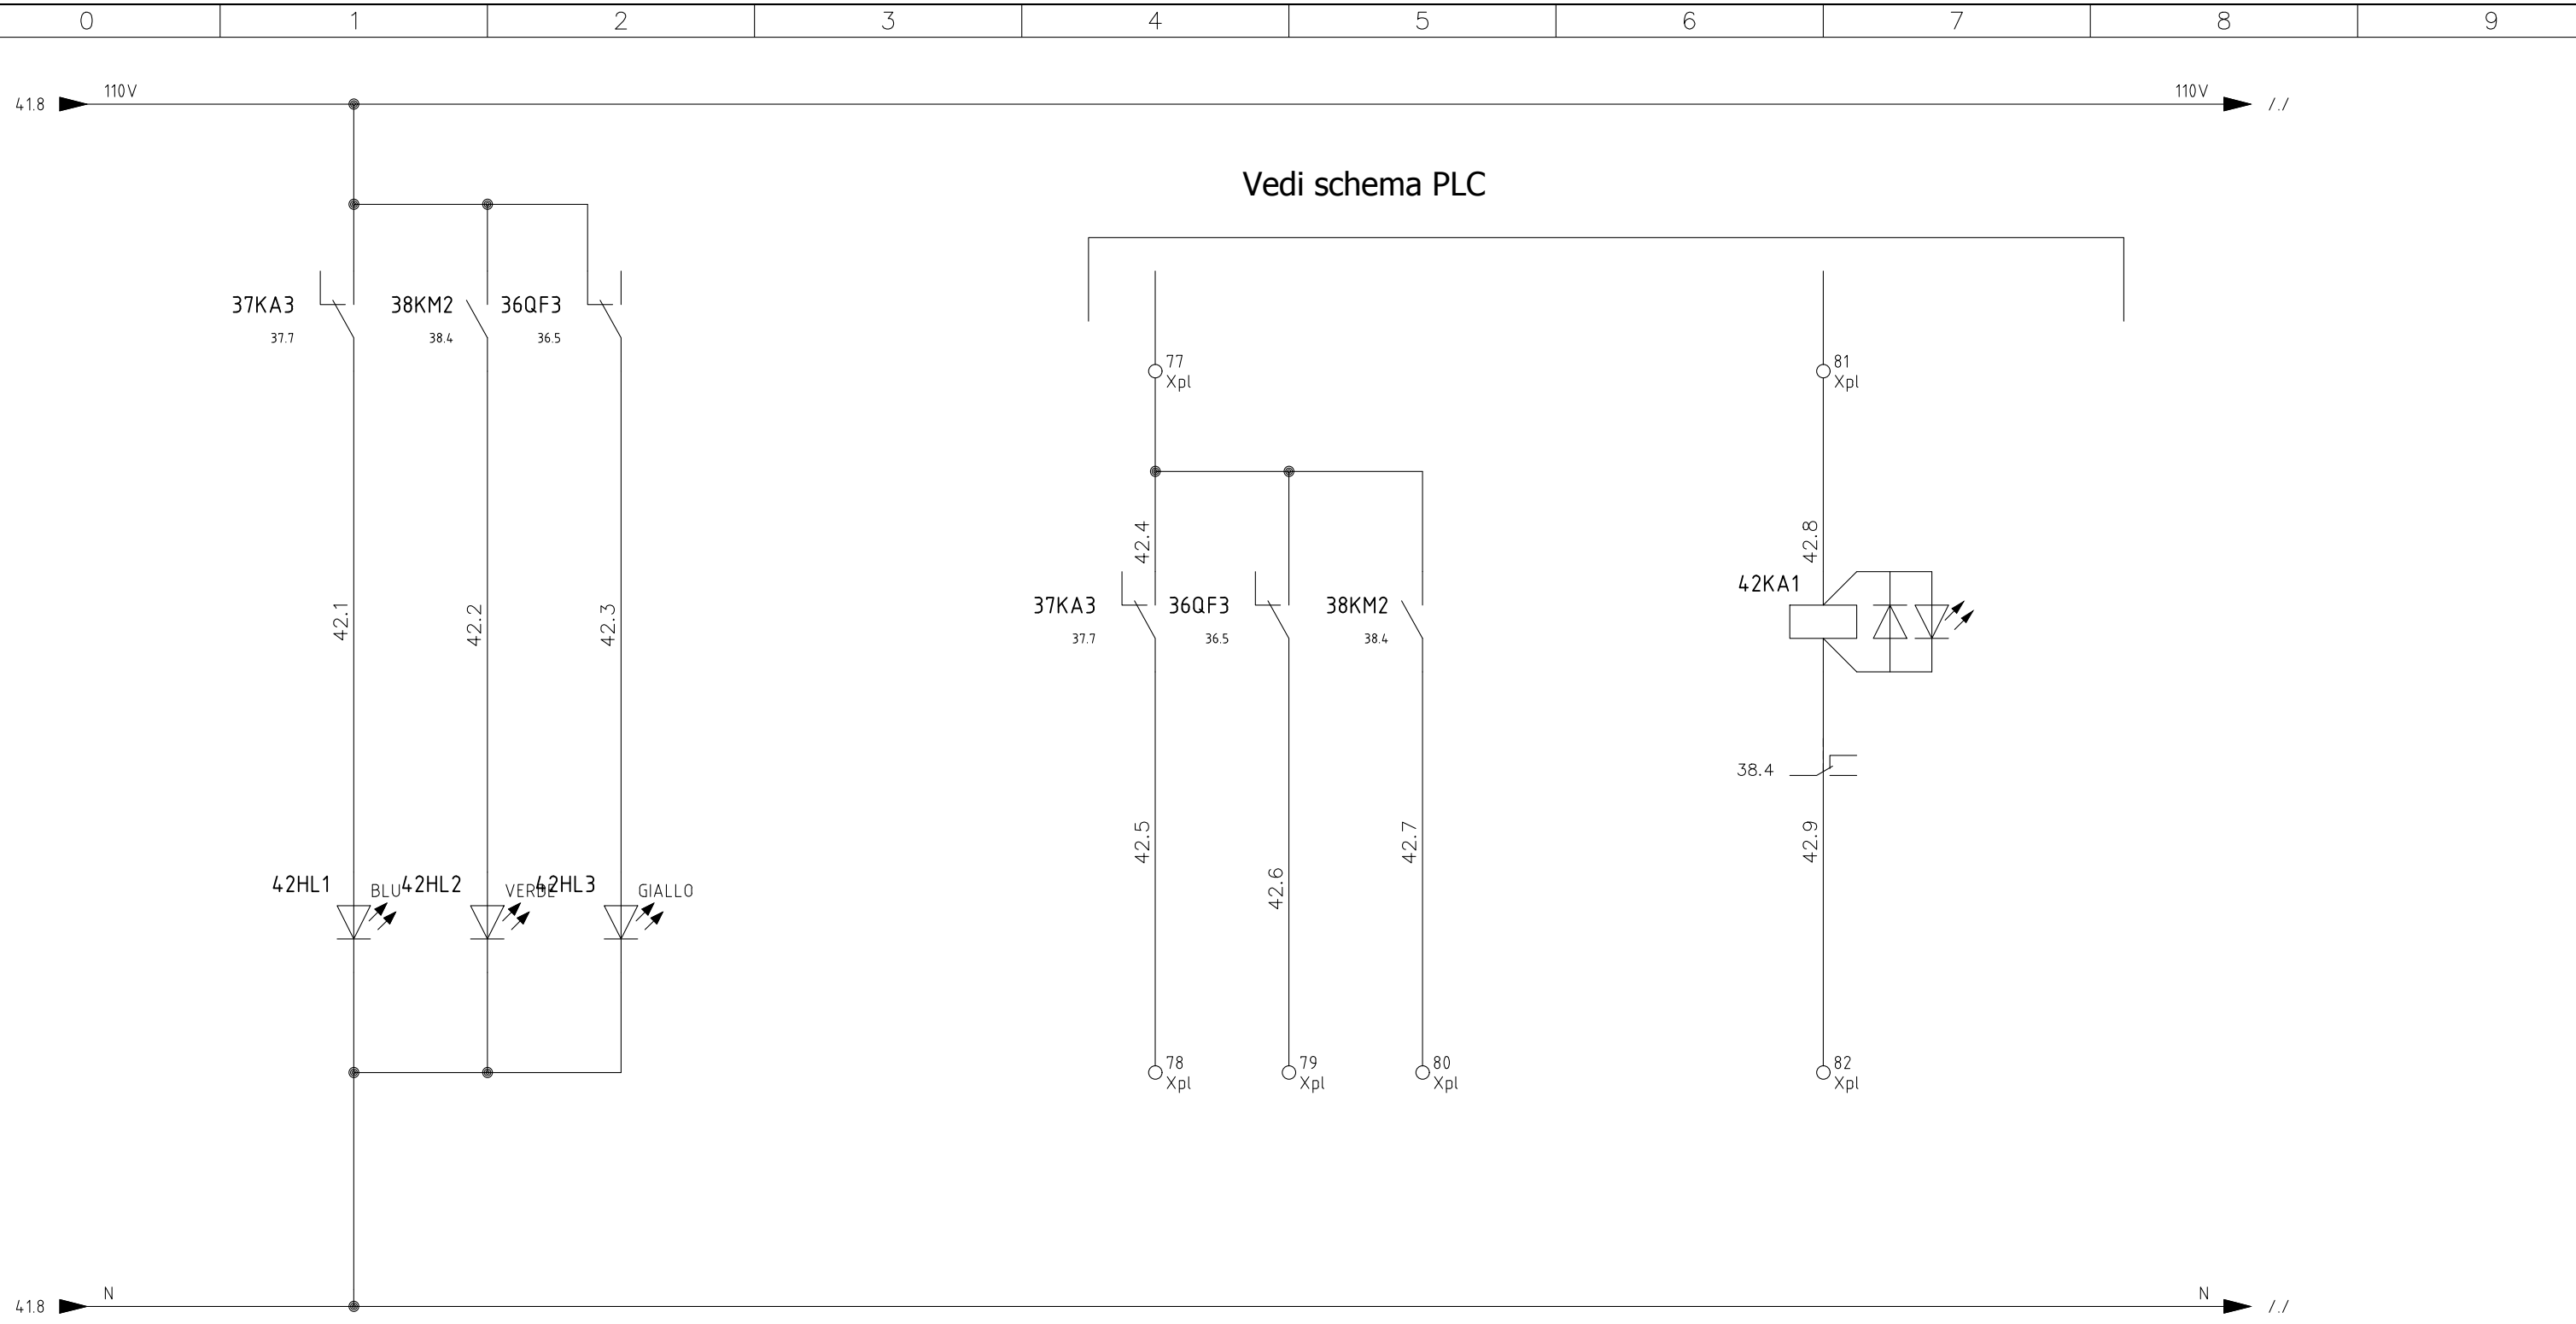 0 1 2 3 4 5 6 7 8 9
41.8 110V 110V /./
Vedi schema PLC
37KA3 38KM2 36QF3
37.7 38.4 36.5
77 81
Xpl Xpl
42.4 42.8
42KA1
37KA3 36QF3 38KM2
42.1 42.2 42.3
37.7 36.5 38.4
38.4
42.5 42.7 42.9
42.6
42HL1 BLU 42HL2 VERDE 42HL3 GIALLO
78 79 80 82
Xpl Xpl Xpl Xpl
41.8 N N /./